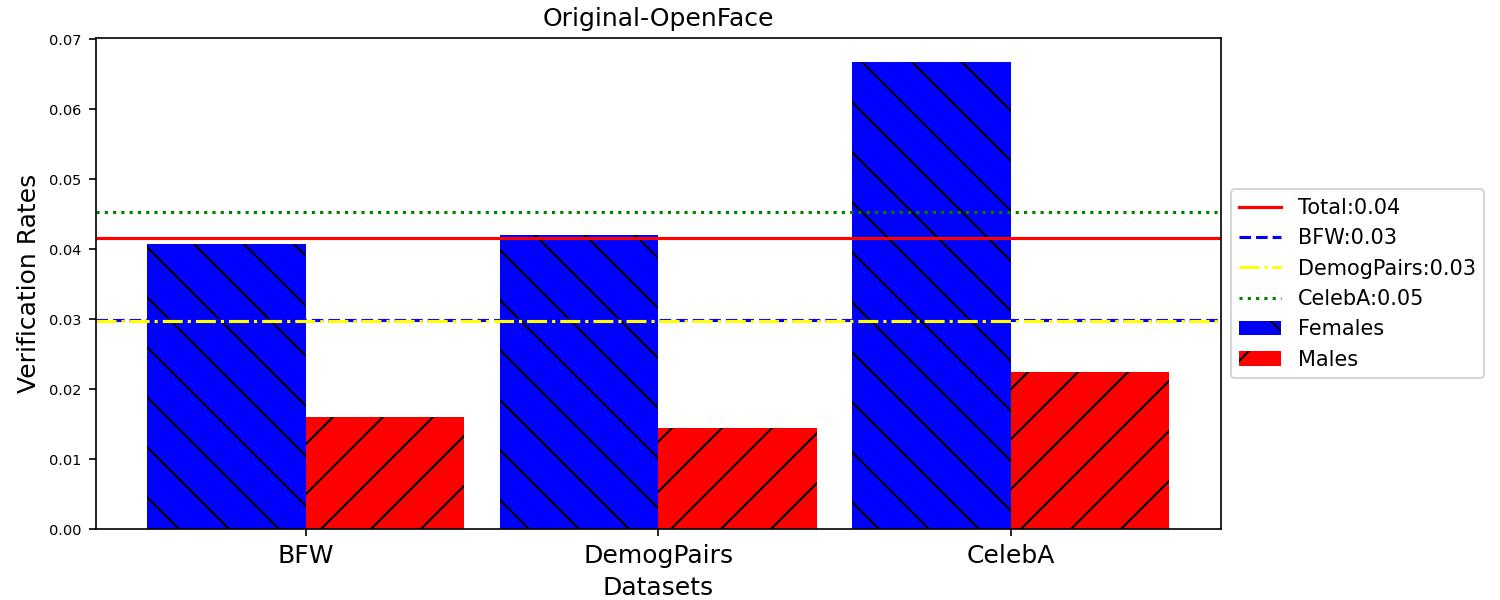 Original-OpenFace
0.07
0.06
0.05
0.04
0.03
0.02
0.01
0.00
Verification Rates
BFW
DemogPairs
CelebA
Datasets
Total:0.04
BFW:0.03
DemogPairs:0.03
CelebA:0.05
Females
Males